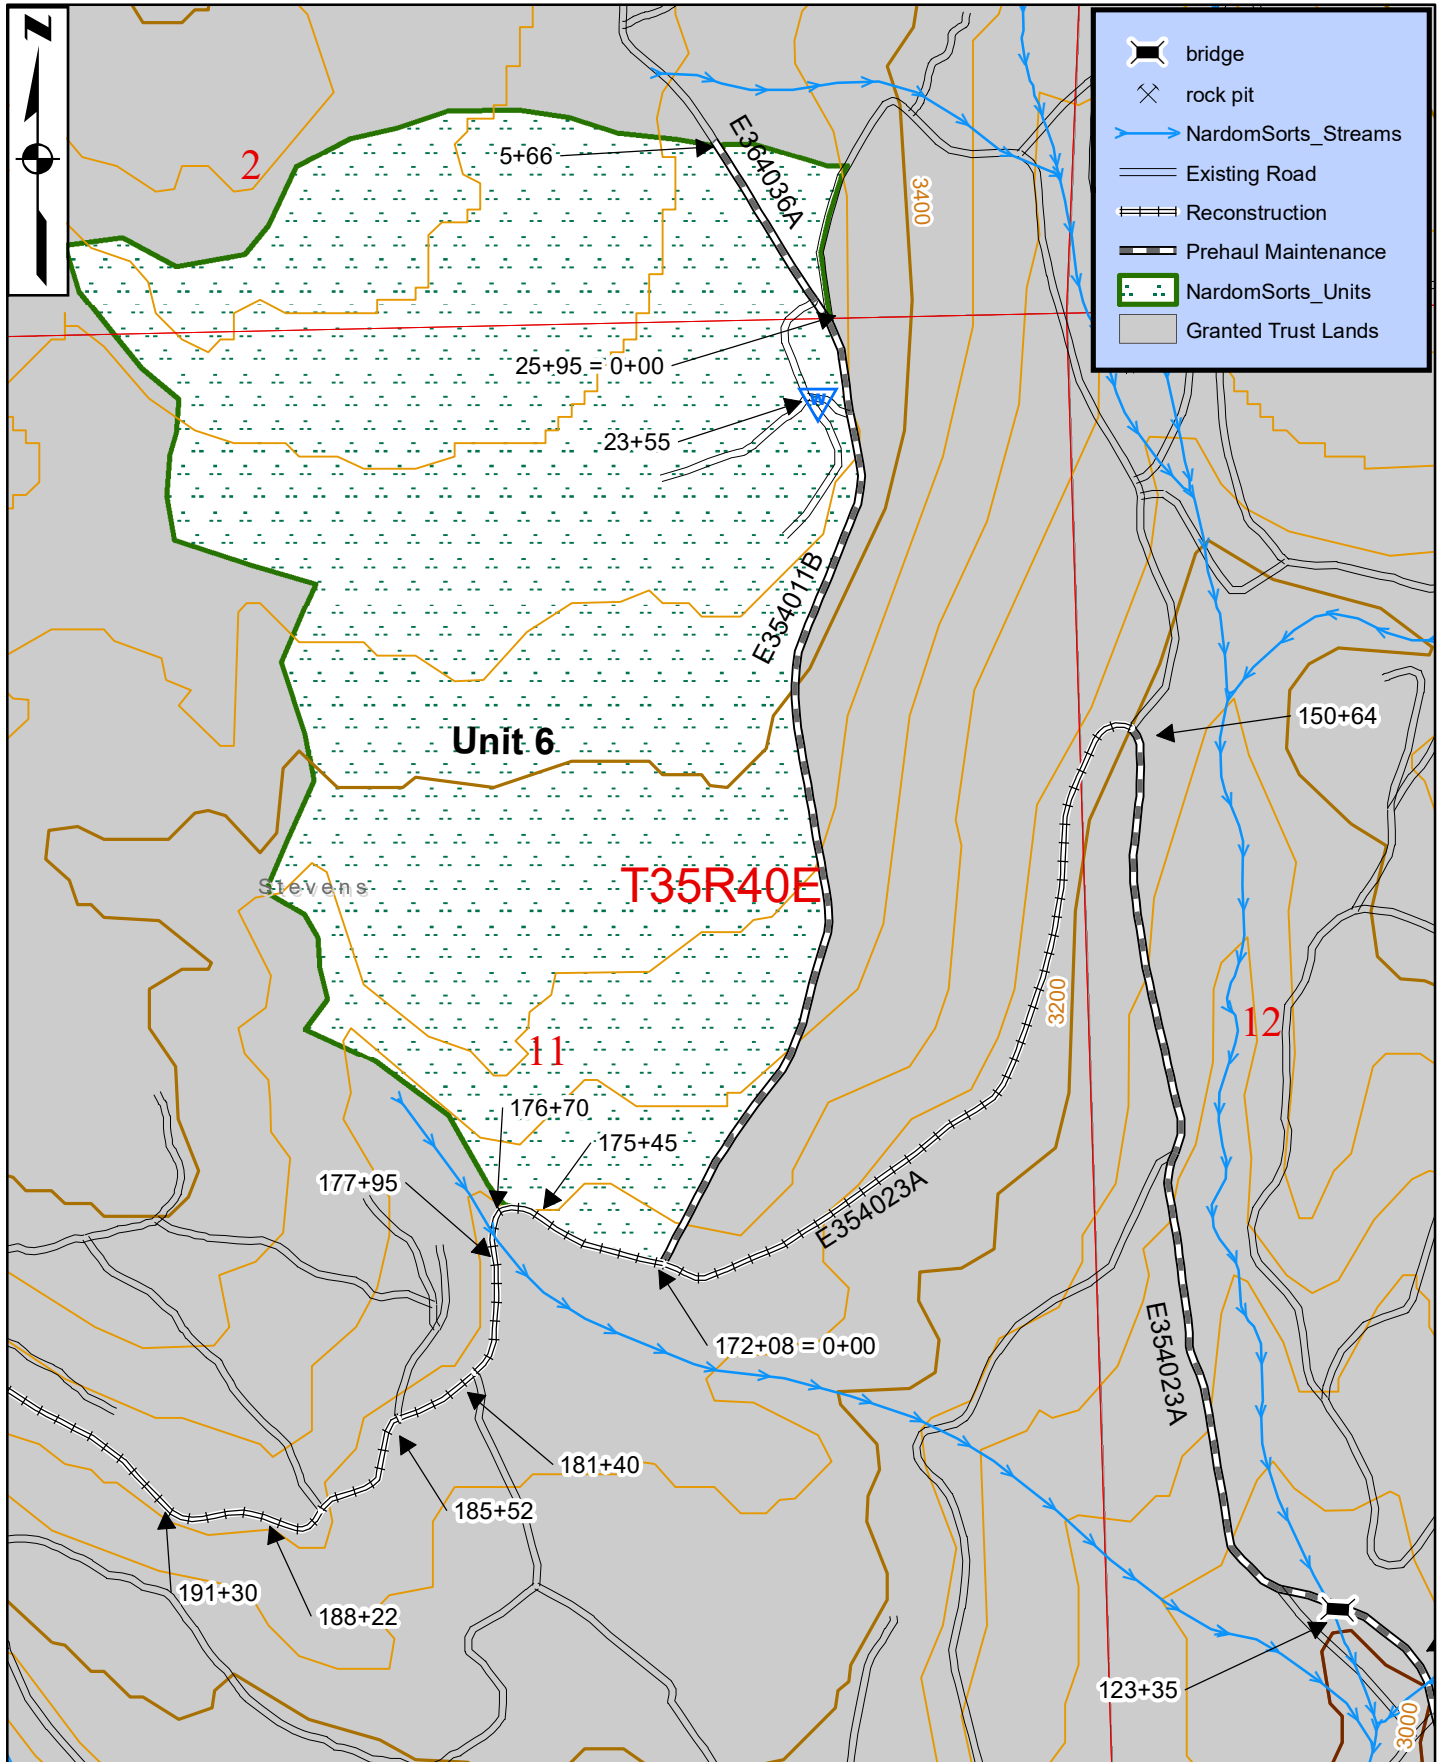 N
bridge
rock pit
NardomSorts_Streams
Existing Road
Reconstruction
Prehaul Maintenance
NardomSorts_Units
Granted Trust Lands
2
5+66
E364036A
3400
25+95 = 0+00
W
23+55
E354011B
150+64
Unit 6
T35R40E
Stevens
3200
12
11
176+70
175+45
177+95
E354023A
172+08 = 0+00
E354023A
181+40
185+52
191+30
188+22
123+35
3000